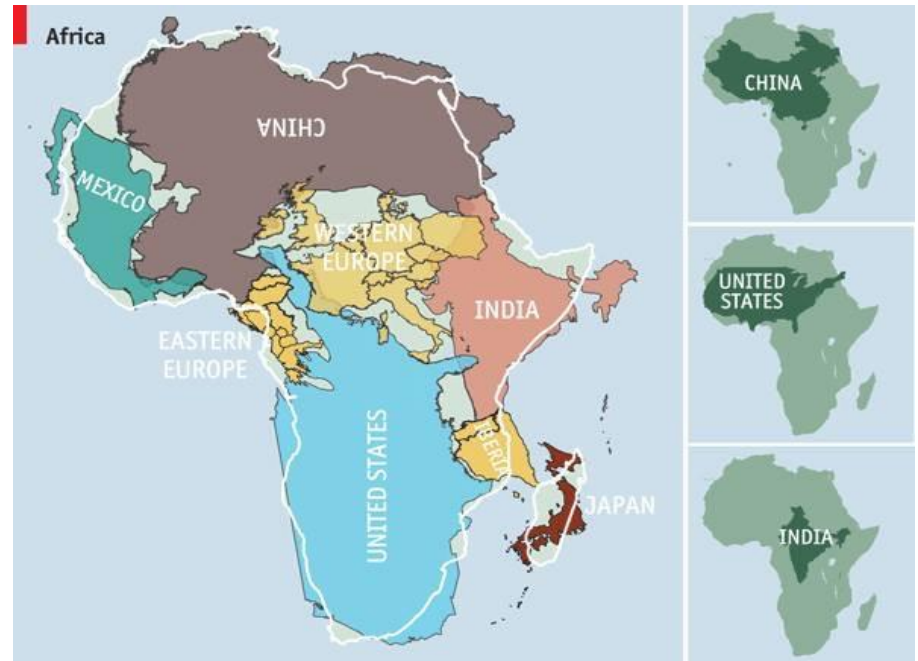 Africa
CHINA
MEXICO
WESTERN
EUROPE
INDIA
EASTERN
EUROPE
UNITED STATES
IBERIA
JAPAN
CHINA
UNITED
STATES
INDIA